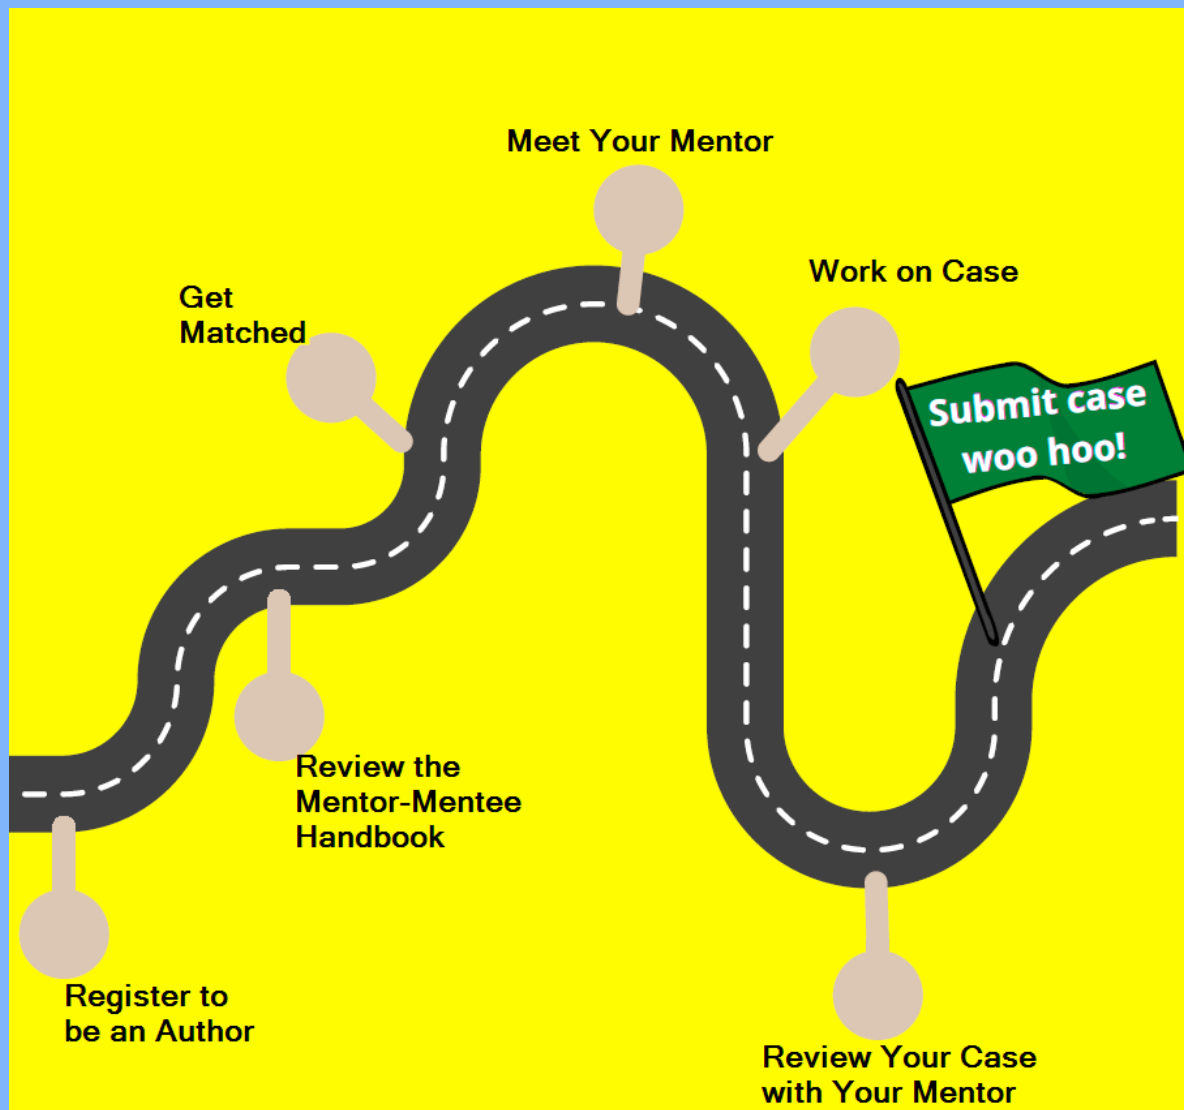 Meet Your Mentor
Work on Case
Get
Matched
Submit case
woo hoo!
Review the
Mentor-Mentee
Handbook
Register to
be an Author
Review Your Case
with Your Mentor